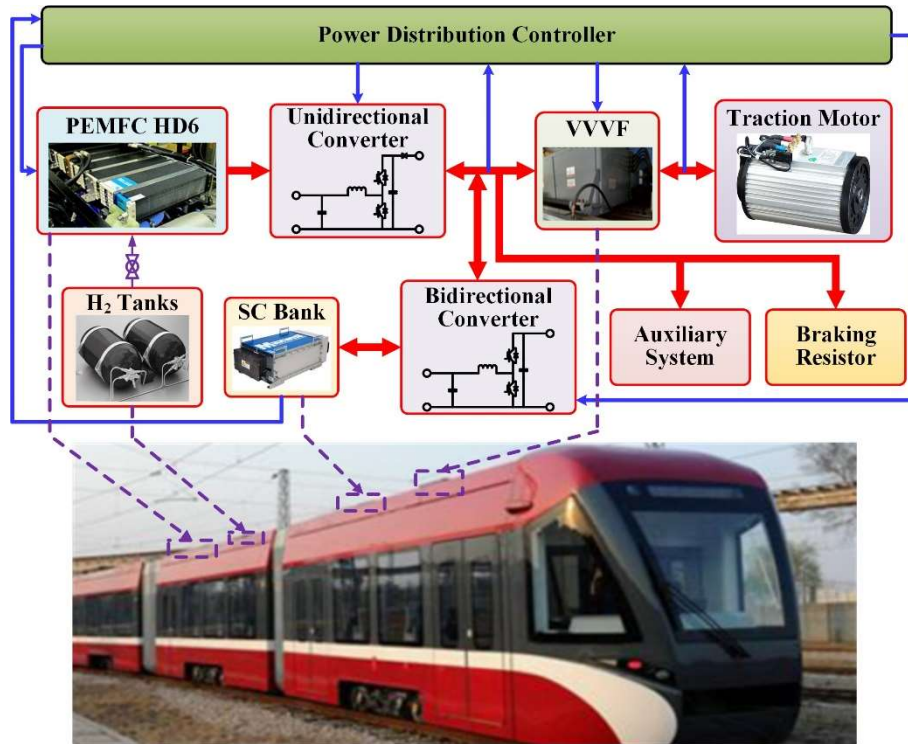 Power Distribution Controller
PEMFC HD6
Unidirectional
Converter
VVVF
Traction Motor
H₂ Tanks
SC Bank
Bidirectional
Converter
Auxiliary
System
Braking
Resistor